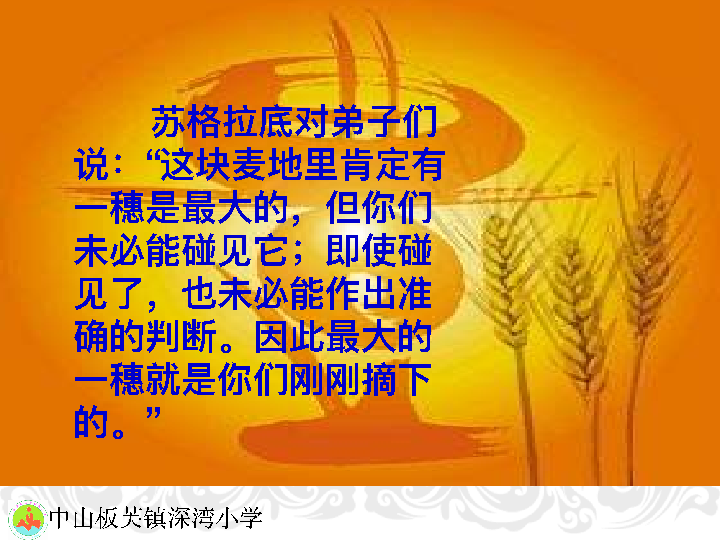 苏格拉底对弟子们
说：“这块麦地里肯定有
一穗是最大的，但你们
未必能碰见它；即使碰
见了，也未必能作出准
确的判断。因此最大的
一穗就是你们刚刚摘下
的。”
中山板芙镇深湾小学